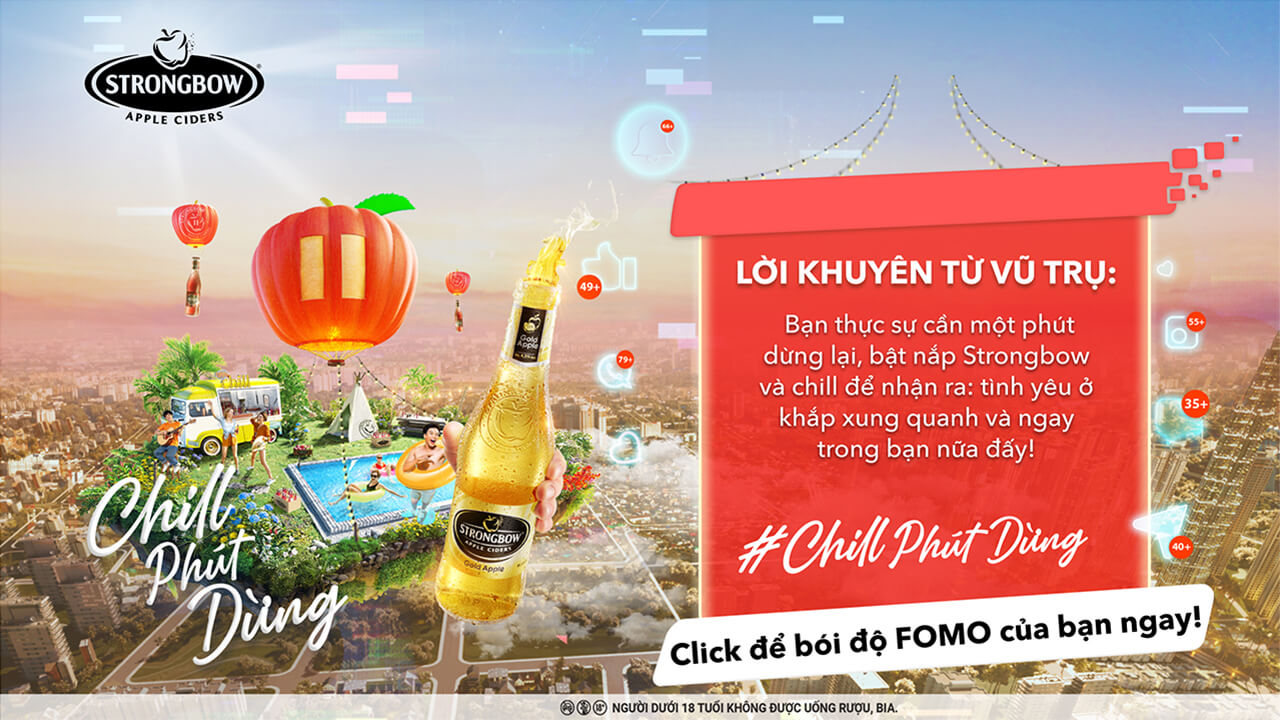 STRONGBOW
APPLE CIDERS
66+
49+
79+
55+
35+
40+
Gold
Apple
STRONGBOW
APPLE CIDERS
Gold Apple
Chill
Phút
Dừng
LỜI KHUYÊN TỪ VŨ TRỤ:
Bạn thực sự cần một phút
dừng lại, bật nắp Strongbow
và chill để nhận ra: tình yêu ở
khắp xung quanh và ngay
trong bạn nữa đấy!
#Chill Phút Dừng
Click để bói độ FOMO của bạn ngay!
18+ NGƯỜI DƯỚI 18 TUỔI KHÔNG ĐƯỢC UỐNG RƯỢU, BIA.